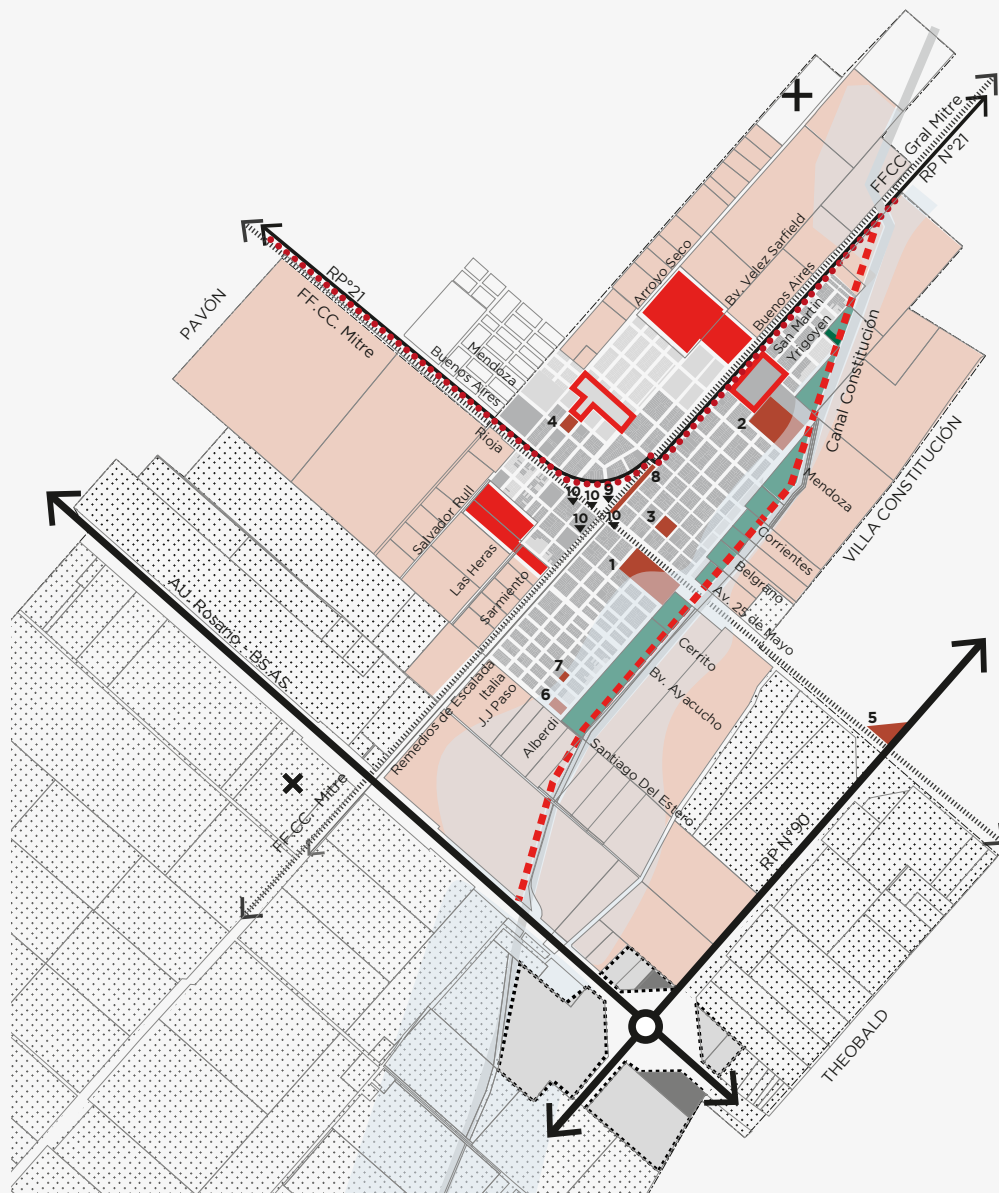 FFCC. Gral Mitre
RP N°21
RP°21
PAVÓN
FF.CC. Mitre
Arroyo Seco
Bv. Velez Sarfield
Buenos Aires
San Martin
Yrigoyen
Canal Constitución
Mendoza
Buenos Aires
4
2
Rioja
8
9
10
10
10
10
3
Mendoza
VILLA CONSTITUCIÓN
Salvador Rull
Las Heras
Sarmiento
1
Corrientes
Belgrano
Av. 25 de Mayo
AU. Rosario - BS.AS.
7
6
Cerrito
Bv. Ayacucho
Remedios de Escalada
Italia
J.J Paso
Alberdi
Santiago Del Estero
5
FF.CC. Mitre
RP N°90
THEOBALD